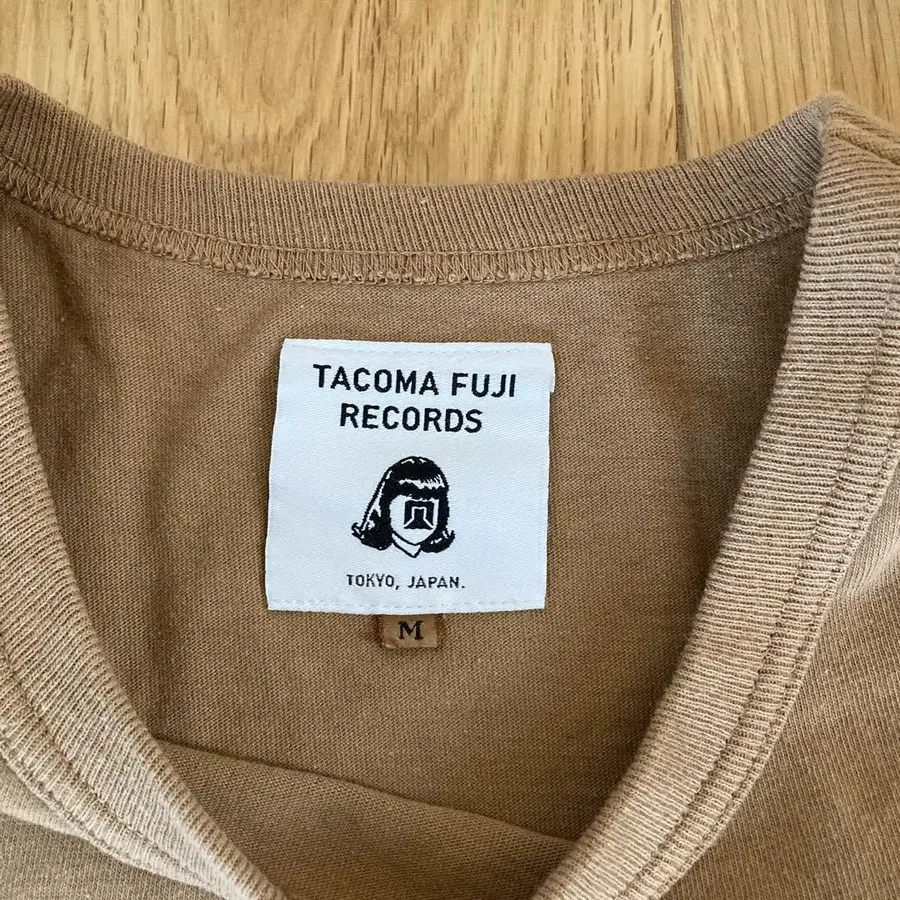 TACOMA FUJI
RECORDS
TOKYO, JAPAN.
M